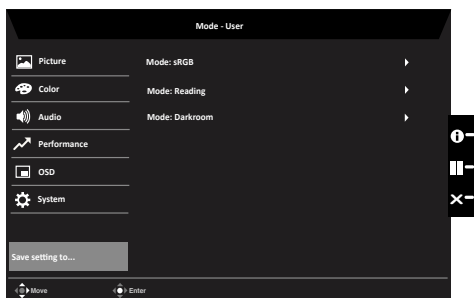 Mode - User
Picture
Mode: sRGB
Color
Mode: Reading
Audio
Mode: Darkroom
Performance
OSD
System
Save setting to...
Move
Enter